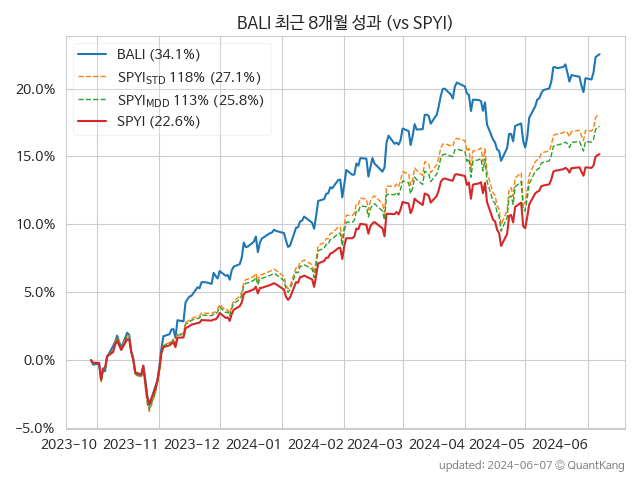 BALI 최근 8개월 성과 (vs SPYI)
BALI (34.1%)
SPYI_STD 118% (27.1%)
SPYI_MDD 113% (25.8%)
SPYI (22.6%)
20.0%
15.0%
10.0%
5.0%
0.0%
−5.0%
2023-10 2023-11 2023-12 2024-01 2024-02 2024-03 2024-04 2024-05 2024-06
updated: 2024-06-07 © QuantKang